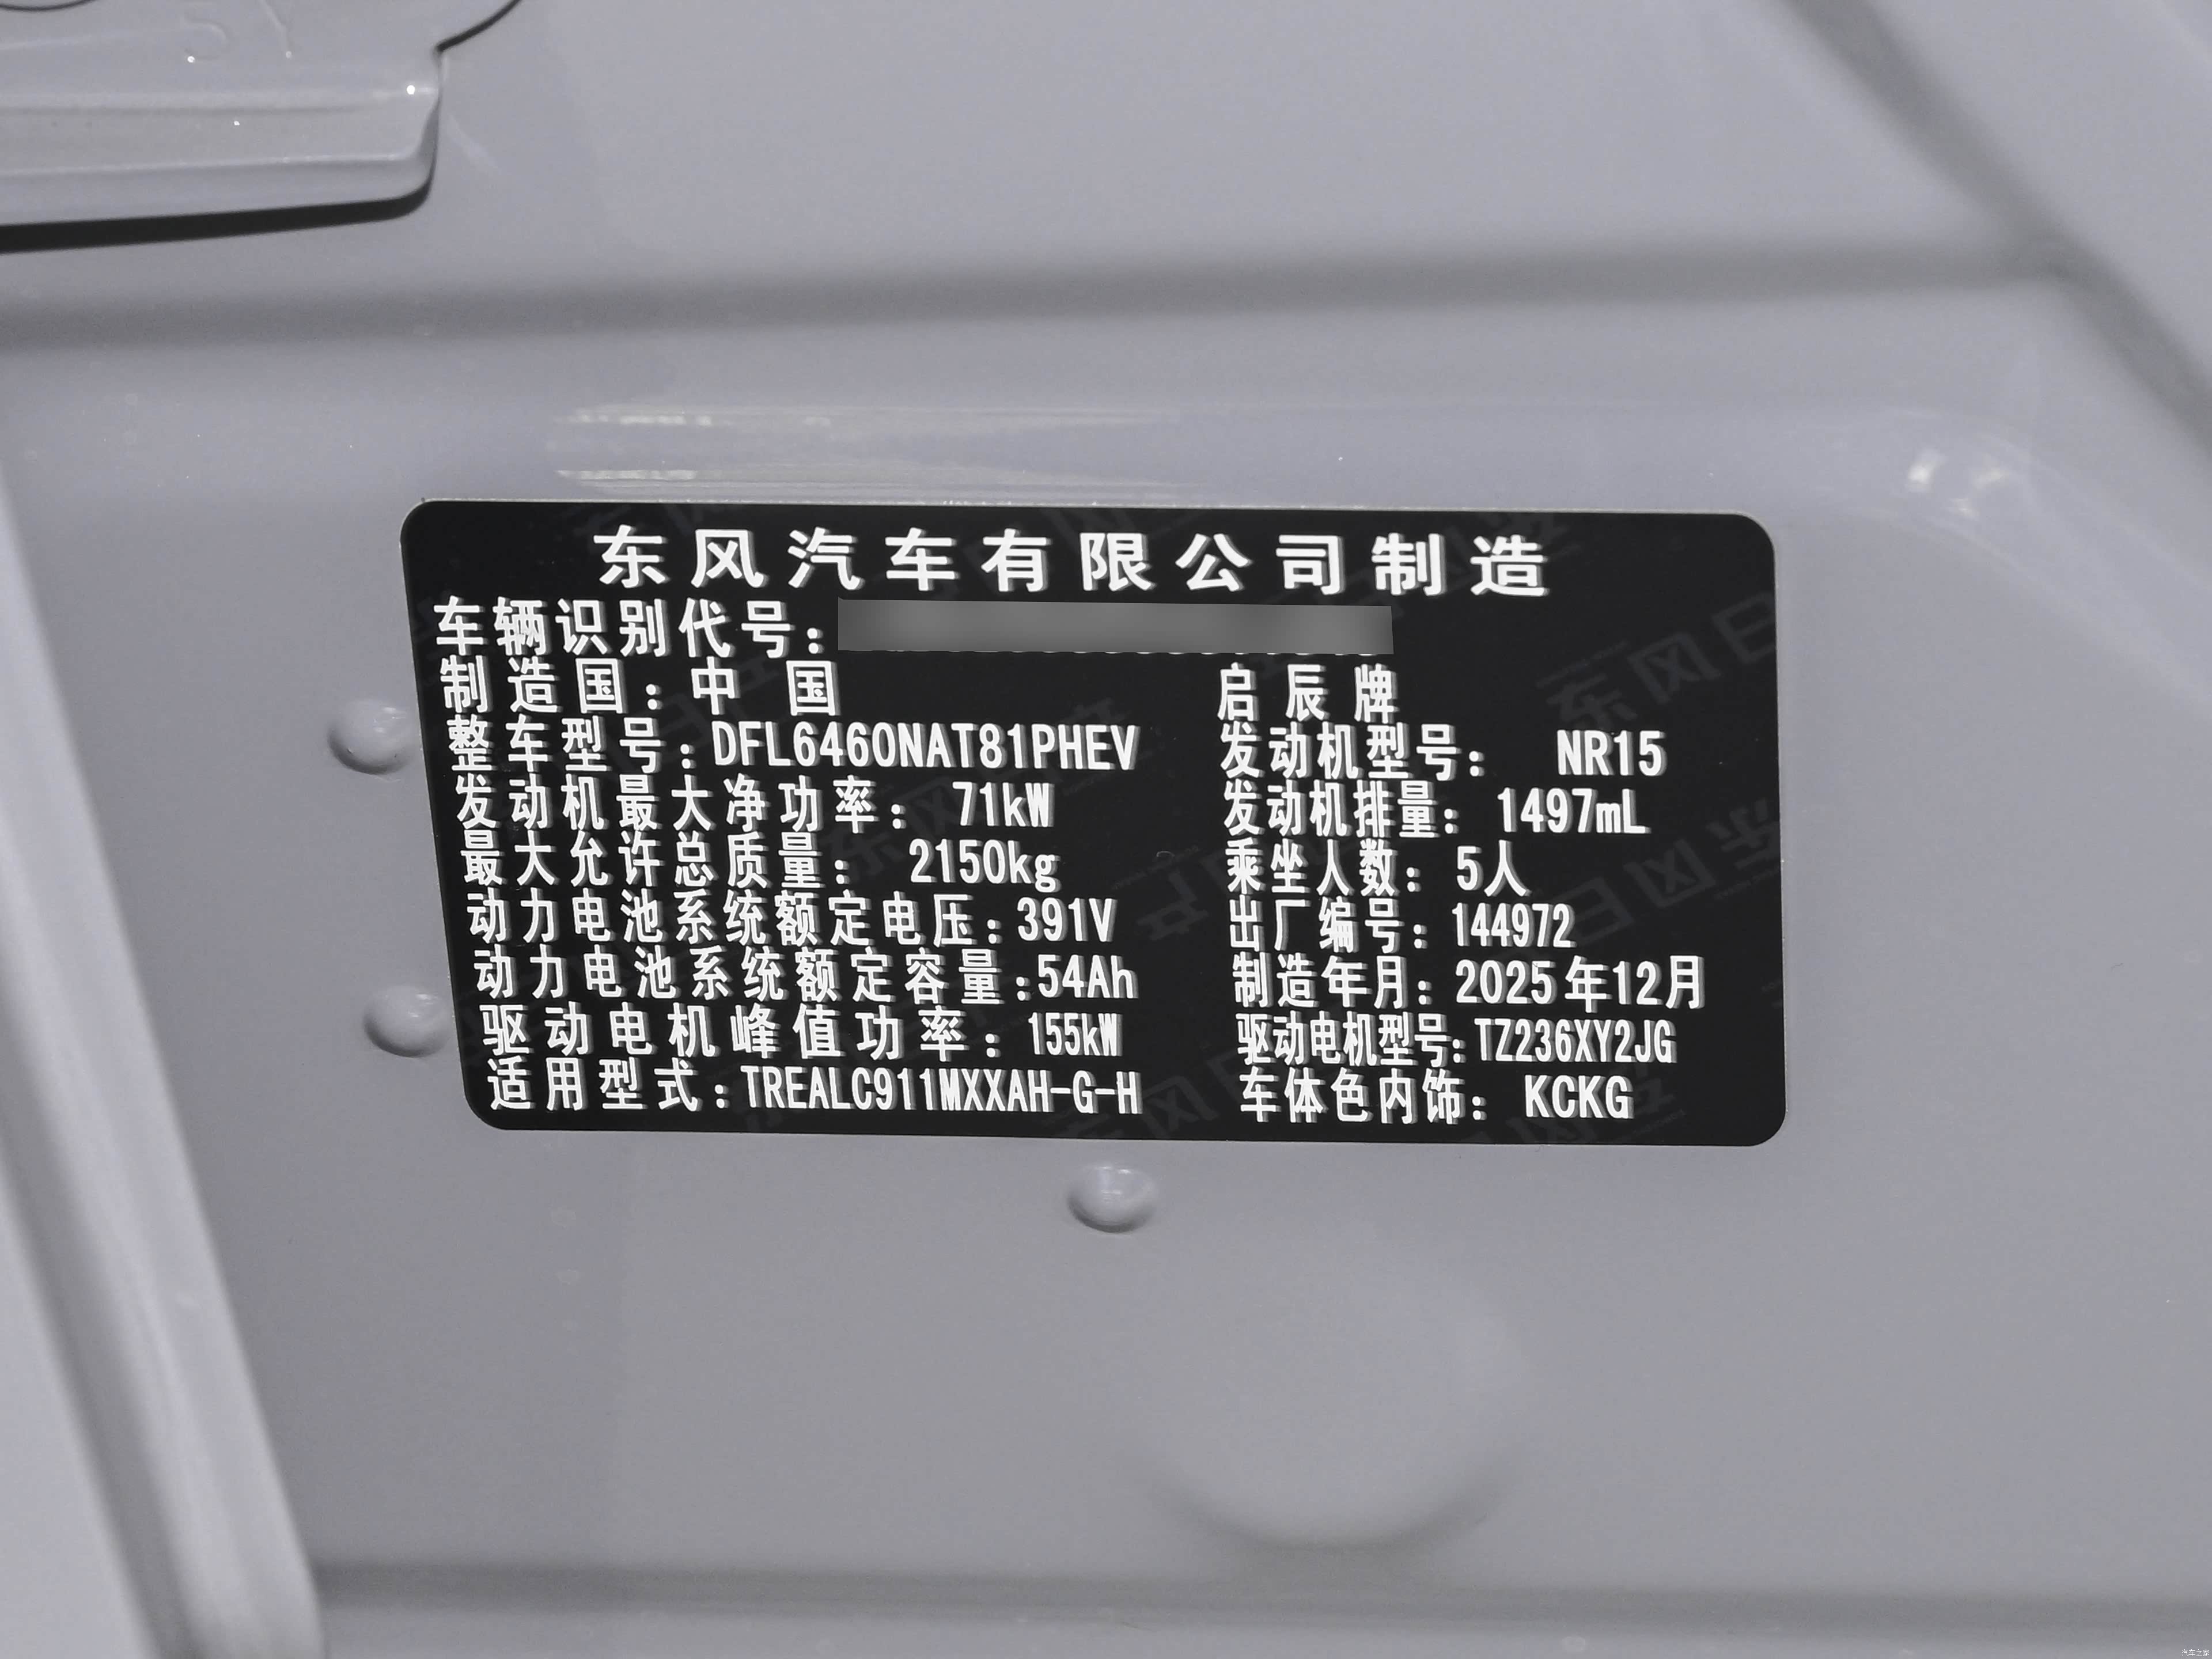 东风汽车有限公司制造
车辆识别代号:
制造国:中国 启辰牌
整车型号:DFL6460NAT81PHEV 发动机型号: NR15
发动机最大净功率: 71kW 发动机排量: 1497mL
最大允许总质量: 2150kg 乘坐人数: 5人
动力电池系统额定电压:391V 出厂编号: 144972
动力电池系统额定容量:54Ah 制造年月: 2025年12月
驱动电机峰值功率: 155kW 驱动电机型号:TZ236XY2JG
适用型式:TREALC911MXXAH-G-H 车体色内饰: KCKG
汽车之家